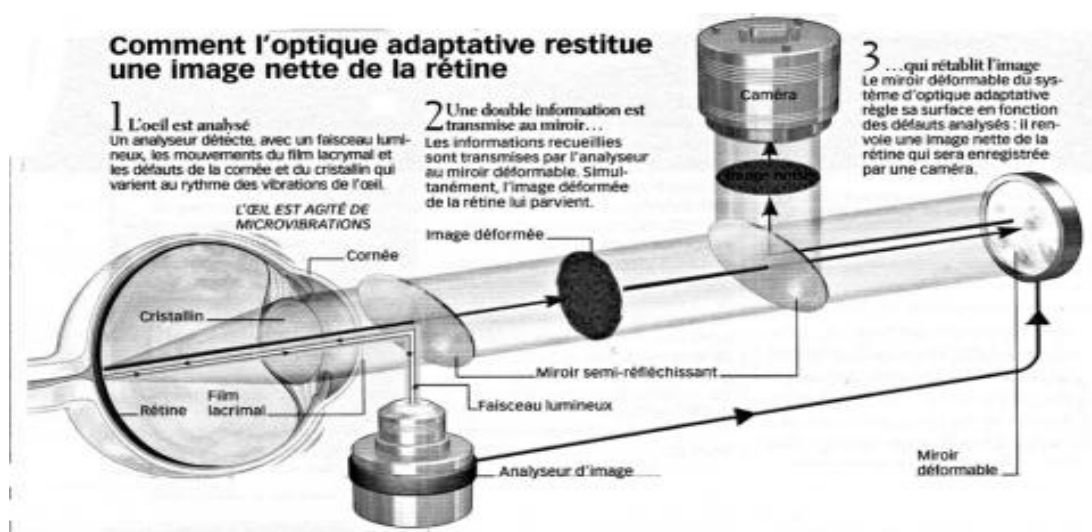 Comment l'optique adaptative restitue
une image nette de la rétine
1 L'oeil est analysé
Un analyseur détecte, avec un faisceau lumi-
neux, les mouvements du film lacrymal et
les défauts de la cornée et du cristallin qui
varient au rythme des vibrations de l'œil.
L'ŒIL EST AGITÉ DE
MICROVIBRATIONS
2 Une double information est
transmise au miroir...
Les informations recueillies
sont transmises par l'analyseur
au miroir déformable. Simul-
tanément, l'image déformée
de la rétine lui parvient.
3 ...qui rétablit l'image
Le miroir déformable du sys-
tème d'optique adaptative
règle sa surface en fonction
des défauts analysés : il ren-
voie une image nette de la
rétine qui sera enregistrée
par une caméra.
Caméra
Image nette
Image déformée
Cornée
Cristallin
Rétine
Film
lacrimal
Miroir semi-réfléchissant
Faisceau lumineux
Analyseur d'image
Miroir
déformable